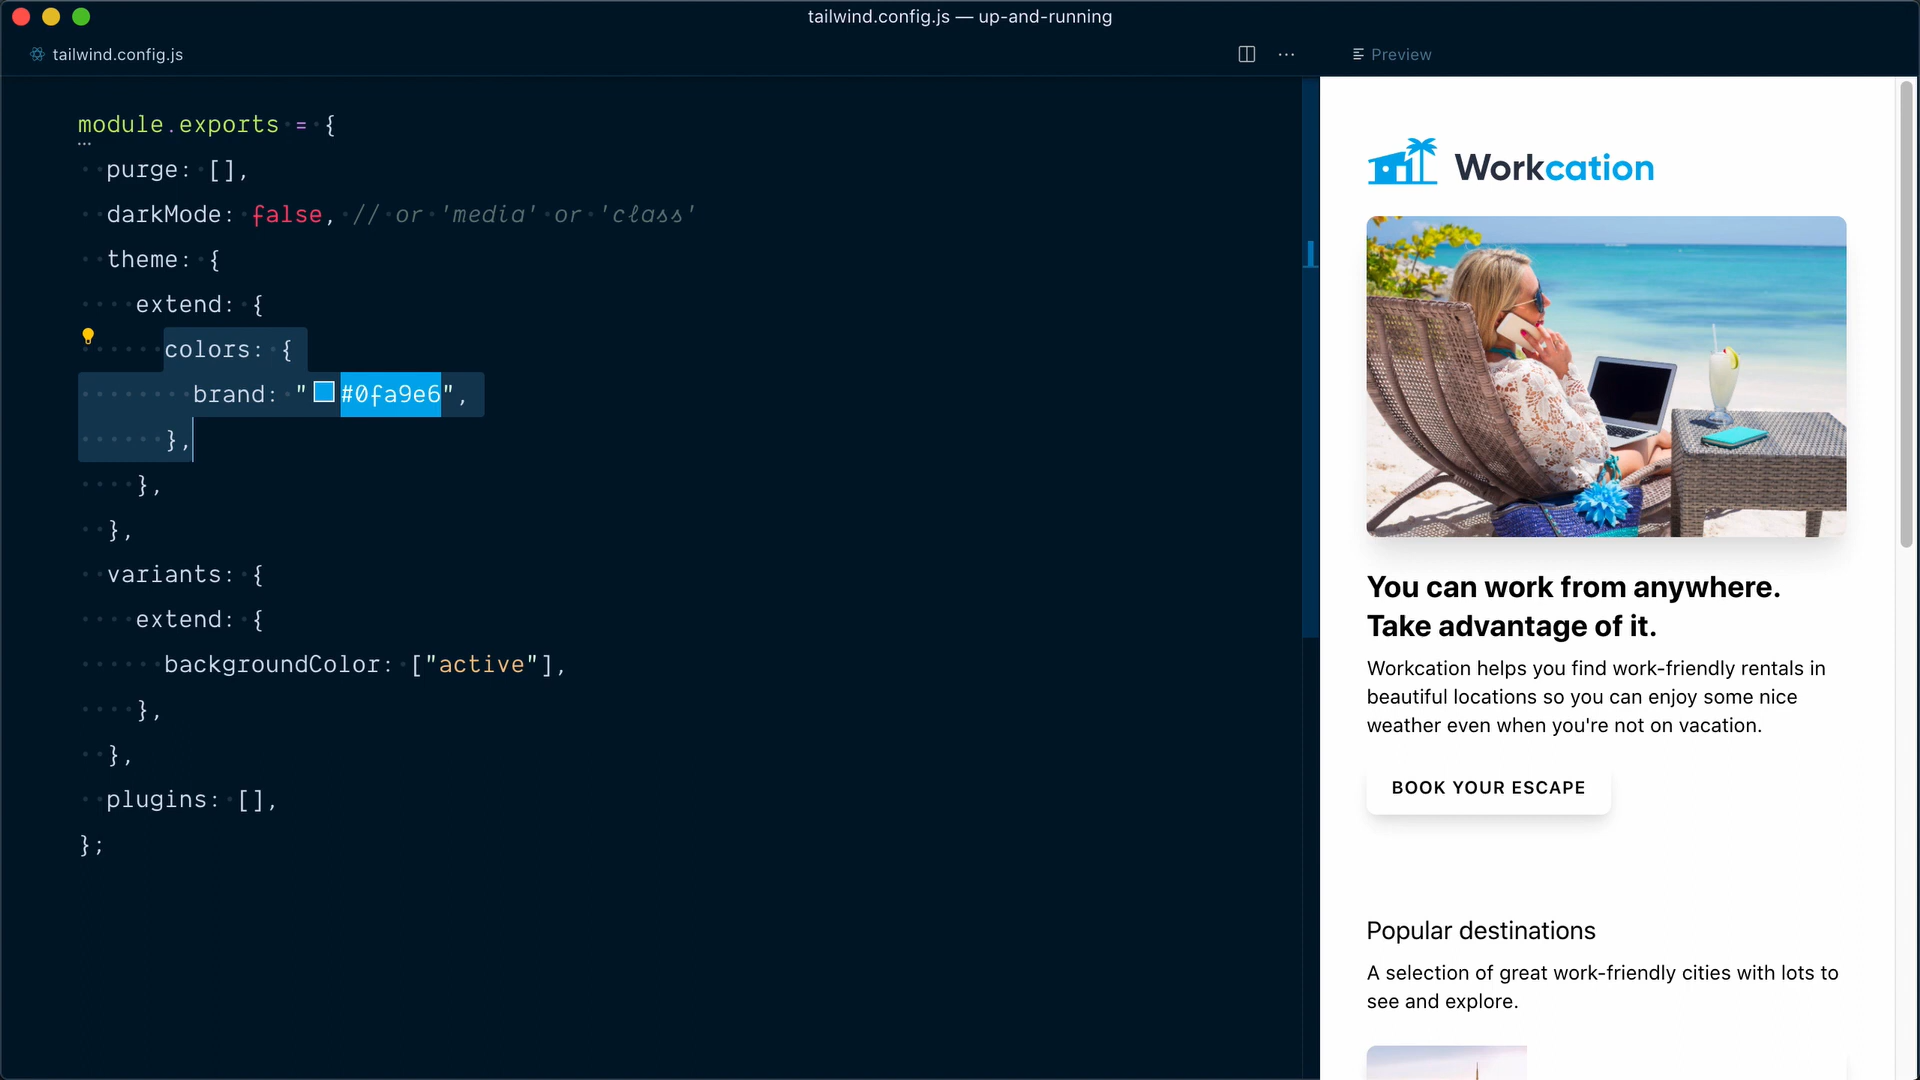 tailwind.config.js — up-and-running
tailwind.config.js
Preview
module.exports = {
  purge: [],
  darkMode: false, // or 'media' or 'class'
  theme: {
    extend: {
      colors: {
        brand: "#0fa9e6",
      },
    },
  },
  variants: {
    extend: {
      backgroundColor: ["active"],
    },
  },
  plugins: [],
};
Workcation
You can work from anywhere.
Take advantage of it.
Workcation helps you find work-friendly rentals in
beautiful locations so you can enjoy some nice
weather even when you're not on vacation.
BOOK YOUR ESCAPE
Popular destinations
A selection of great work-friendly cities with lots to
see and explore.